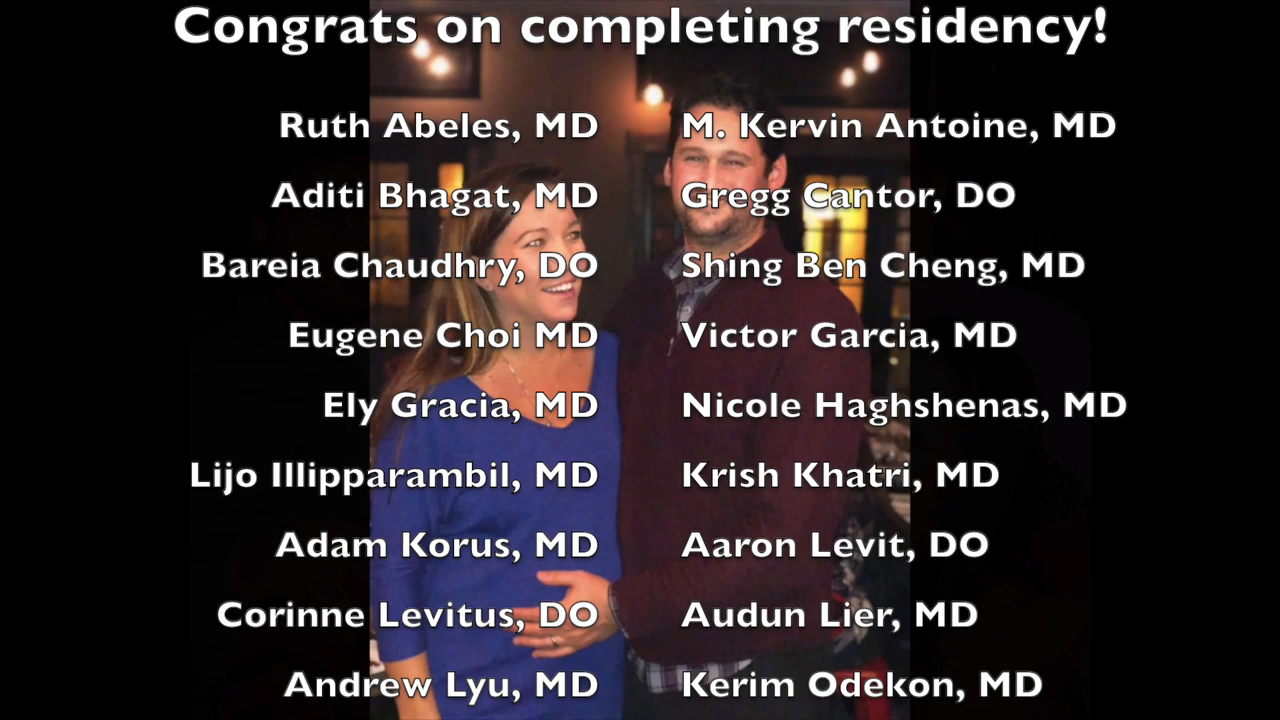 Congrats on completing residency!
Ruth Abeles, MD M. Kervin Antoine, MD
Aditi Bhagat, MD Gregg Cantor, DO
Bareia Chaudhry, DO Shing Ben Cheng, MD
Eugene Choi MD Victor Garcia, MD
Ely Gracia, MD Nicole Haghshenas, MD
Lijo Illipparambil, MD Krish Khatri, MD
Adam Korus, MD Aaron Levit, DO
Corinne Levitus, DO Audun Lier, MD
Andrew Lyu, MD Kerim Odekon, MD